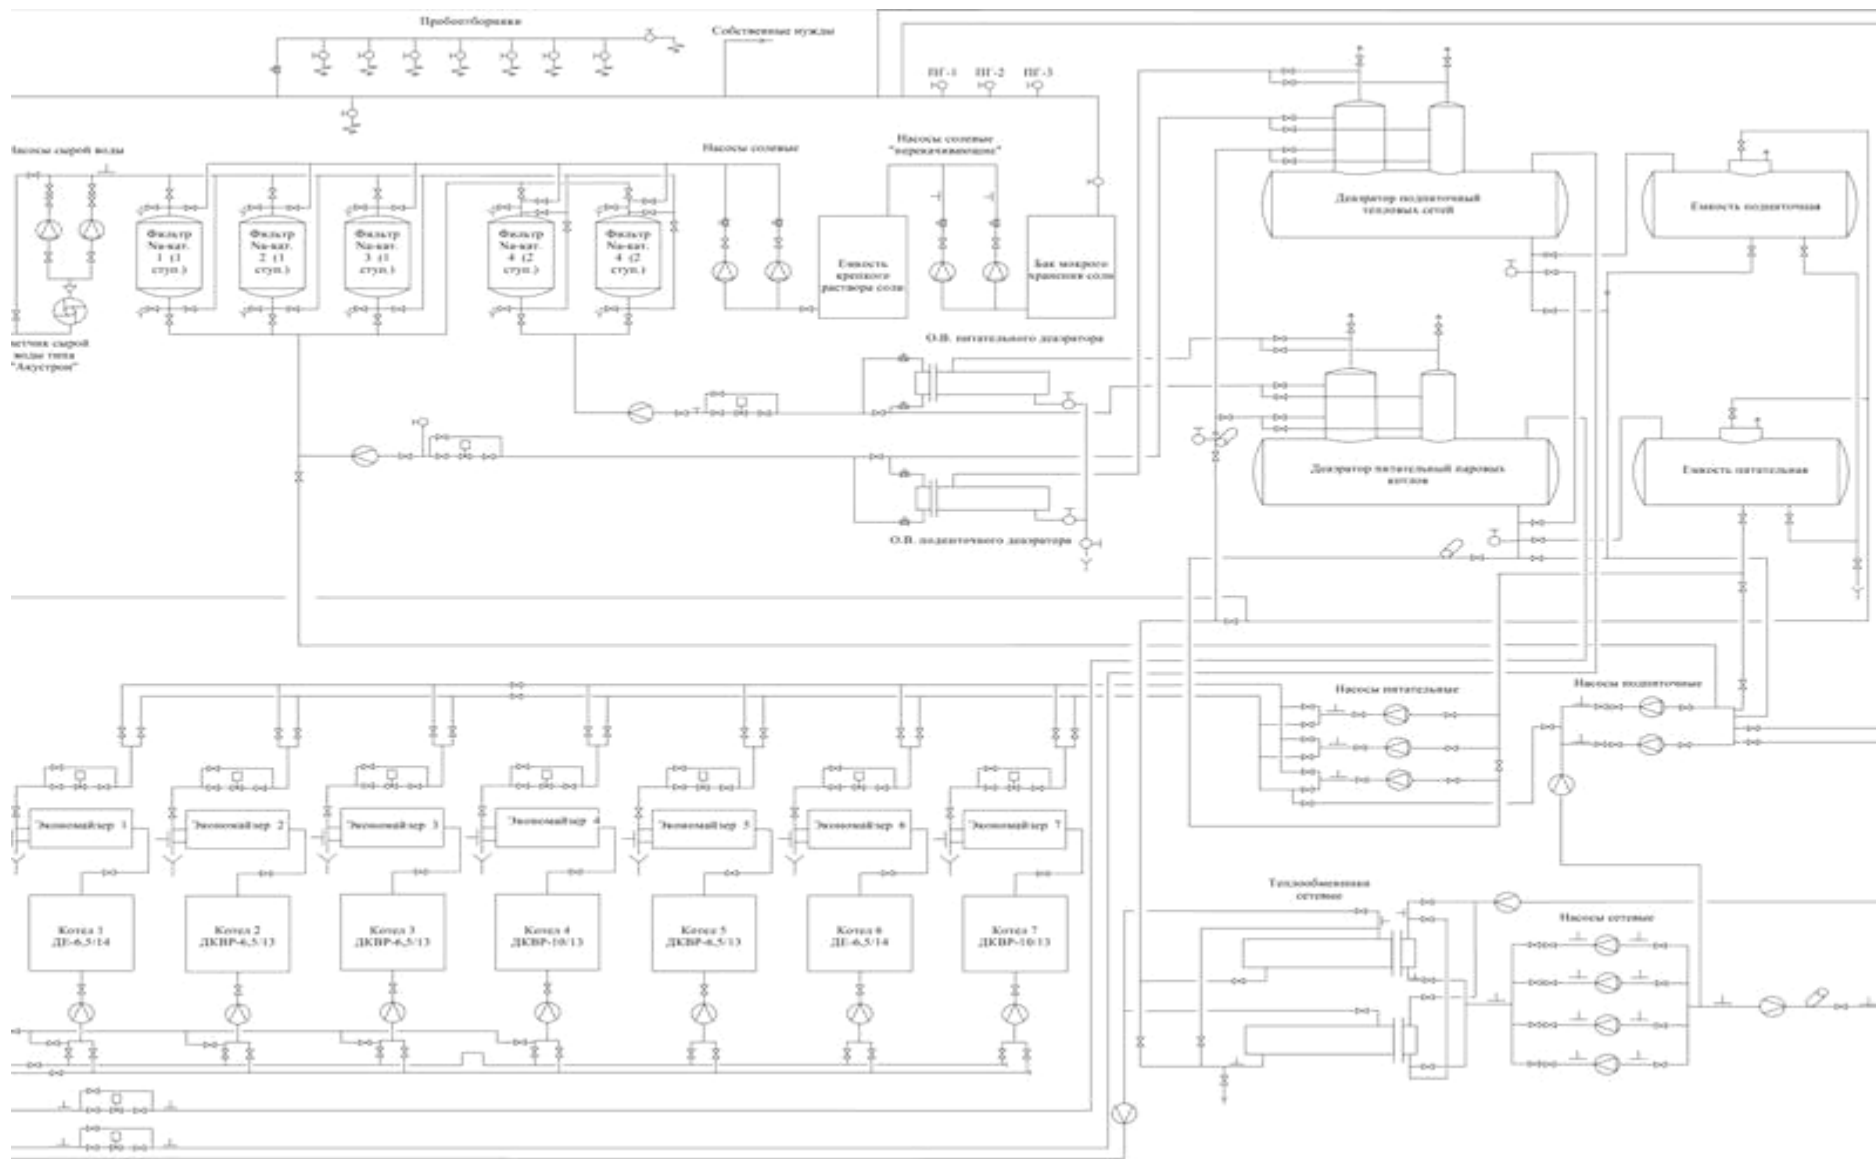 Пробоотборники
Собственные нужды
ПГ-1
ПГ-2
ПГ-3
Насосы сырой воды
Насосы солевые
Насосы солевые
"перекачивающие"
Фильтр
Na-кат.
1 (1
ступ.)
Фильтр
Na-кат.
2 (1
ступ.)
Фильтр
Na-кат.
3 (1
ступ.)
Фильтр
Na-кат.
4 (2
ступ.)
Фильтр
Na-кат.
4 (2
ступ.)
Емкость
крепкого
раствора соли
Бак мокрого
хранения соли
Деаэратор подпиточный
тепловых сетей
Емкость подпиточная
сырой
воды типа
"Акустрон"
О.В. питательного деаэратора
Деаэратор питательный паровых
котлов
Емкость питательная
О.В. подпиточного деаэратора
Насосы питательные
Насосы подпиточные
Экономайзер 1
Экономайзер 2
Экономайзер 3
Экономайзер 4
Экономайзер 5
Экономайзер 6
Экономайзер 7
Теплообменники
сетевые
Насосы сетевые
Котел 1
ДЕ-6,5/14
Котел 2
ДКВР-6,5/13
Котел 3
ДКВР-6,5/13
Котел 4
ДКВР-10/13
Котел 5
ДКВР-6,5/13
Котел 6
ДЕ-6,5/14
Котел 7
ДКВР-10/13